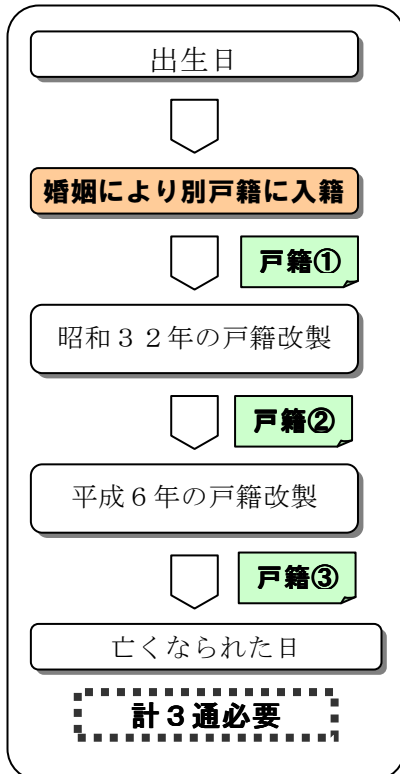 出生日
婚姻により別戸籍に入籍
戸籍①
昭和３２年の戸籍改製
戸籍②
平成６年の戸籍改製
戸籍③
亡くなられた日
計３通必要